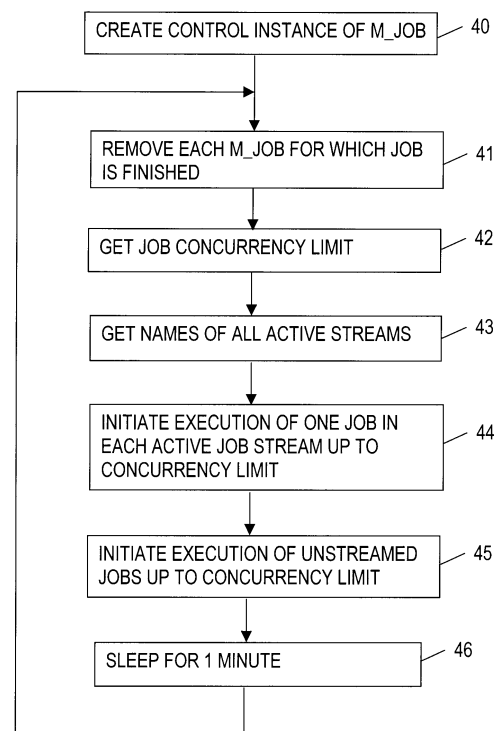 CREATE CONTROL INSTANCE OF M_JOB
40
REMOVE EACH M_JOB FOR WHICH JOB
IS FINISHED
41
GET JOB CONCURRENCY LIMIT
42
GET NAMES OF ALL ACTIVE STREAMS
43
INITIATE EXECUTION OF ONE JOB IN
EACH ACTIVE JOB STREAM UP TO
CONCURRENCY LIMIT
44
INITIATE EXECUTION OF UNSTREAMED
JOBS UP TO CONCURRENCY LIMIT
45
SLEEP FOR 1 MINUTE
46